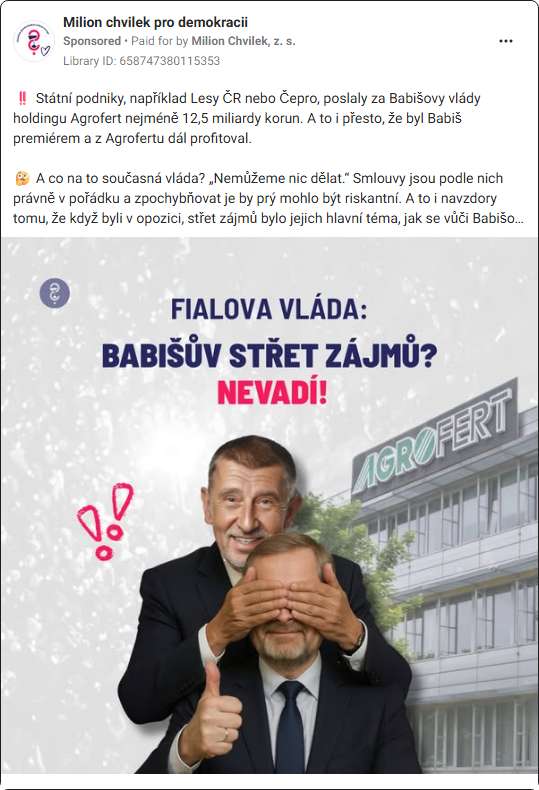 Milion chvilek pro demokracii
Sponsored • Paid for by Milion Chvilek, z. s.
Library ID: 658747380115353
‼️ Státní podniky, například Lesy ČR nebo Čepro, poslaly za Babišovy vlády
holdingu Agrofert nejméně 12,5 miliardy korun. A to i přesto, že byl Babiš
premiérem a z Agrofertu dál profitoval.
🤔 A co na to současná vláda? „Nemůžeme nic dělat.“ Smlouvy jsou podle nich
právně v pořádku a zpochybňovat je by prý mohlo být riskantní. A to i navzdory
tomu, že když byli v opozici, střet zájmů bylo jejich hlavní téma, jak se vůči Babišo...
FIALOVA VLÁDA:
BABIŠŮV STŘET ZÁJMŮ?
NEVADÍ!
AGROFERT